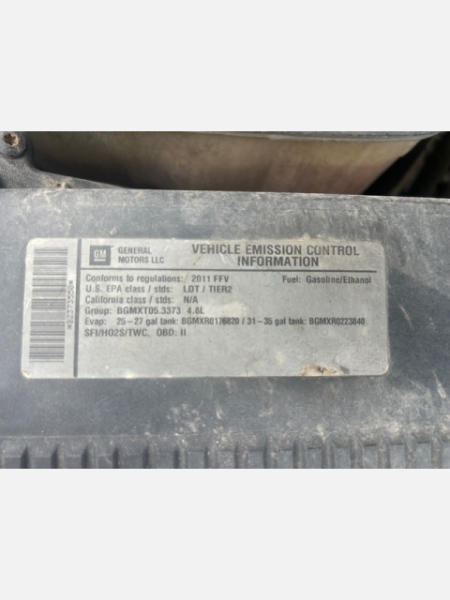 GM
GENERAL MOTORS LLC
VEHICLE EMISSION CONTROL
INFORMATION
Conforms to regulations: 2011 FFV Fuel: Gasoline/Ethanol
U.S. EPA class / stds: LDT / TIER2
California class / stds: N/A
Group: BGMXT05.3373 4.8L
Evap: 25-27 gal tank: BGMXR0176820 / 31-35 gal tank: BGMXR0223840
SFI/HO2S/TWC, OBD: II